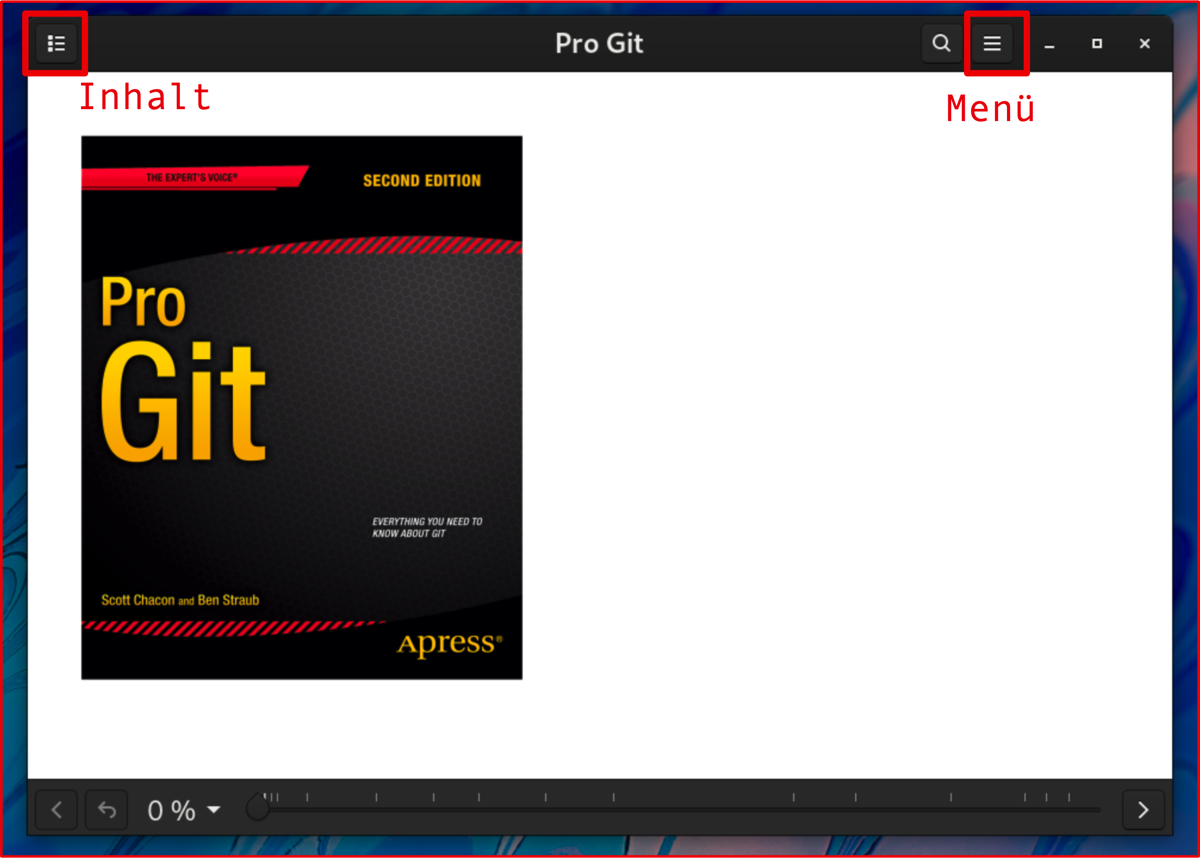 Pro Git
Inhalt
Menü
THE EXPERT'S VOICE®
SECOND EDITION
Pro
Git
EVERYTHING YOU NEED TO
KNOW ABOUT GIT
Scott Chacon and Ben Straub
Apress®
0 %